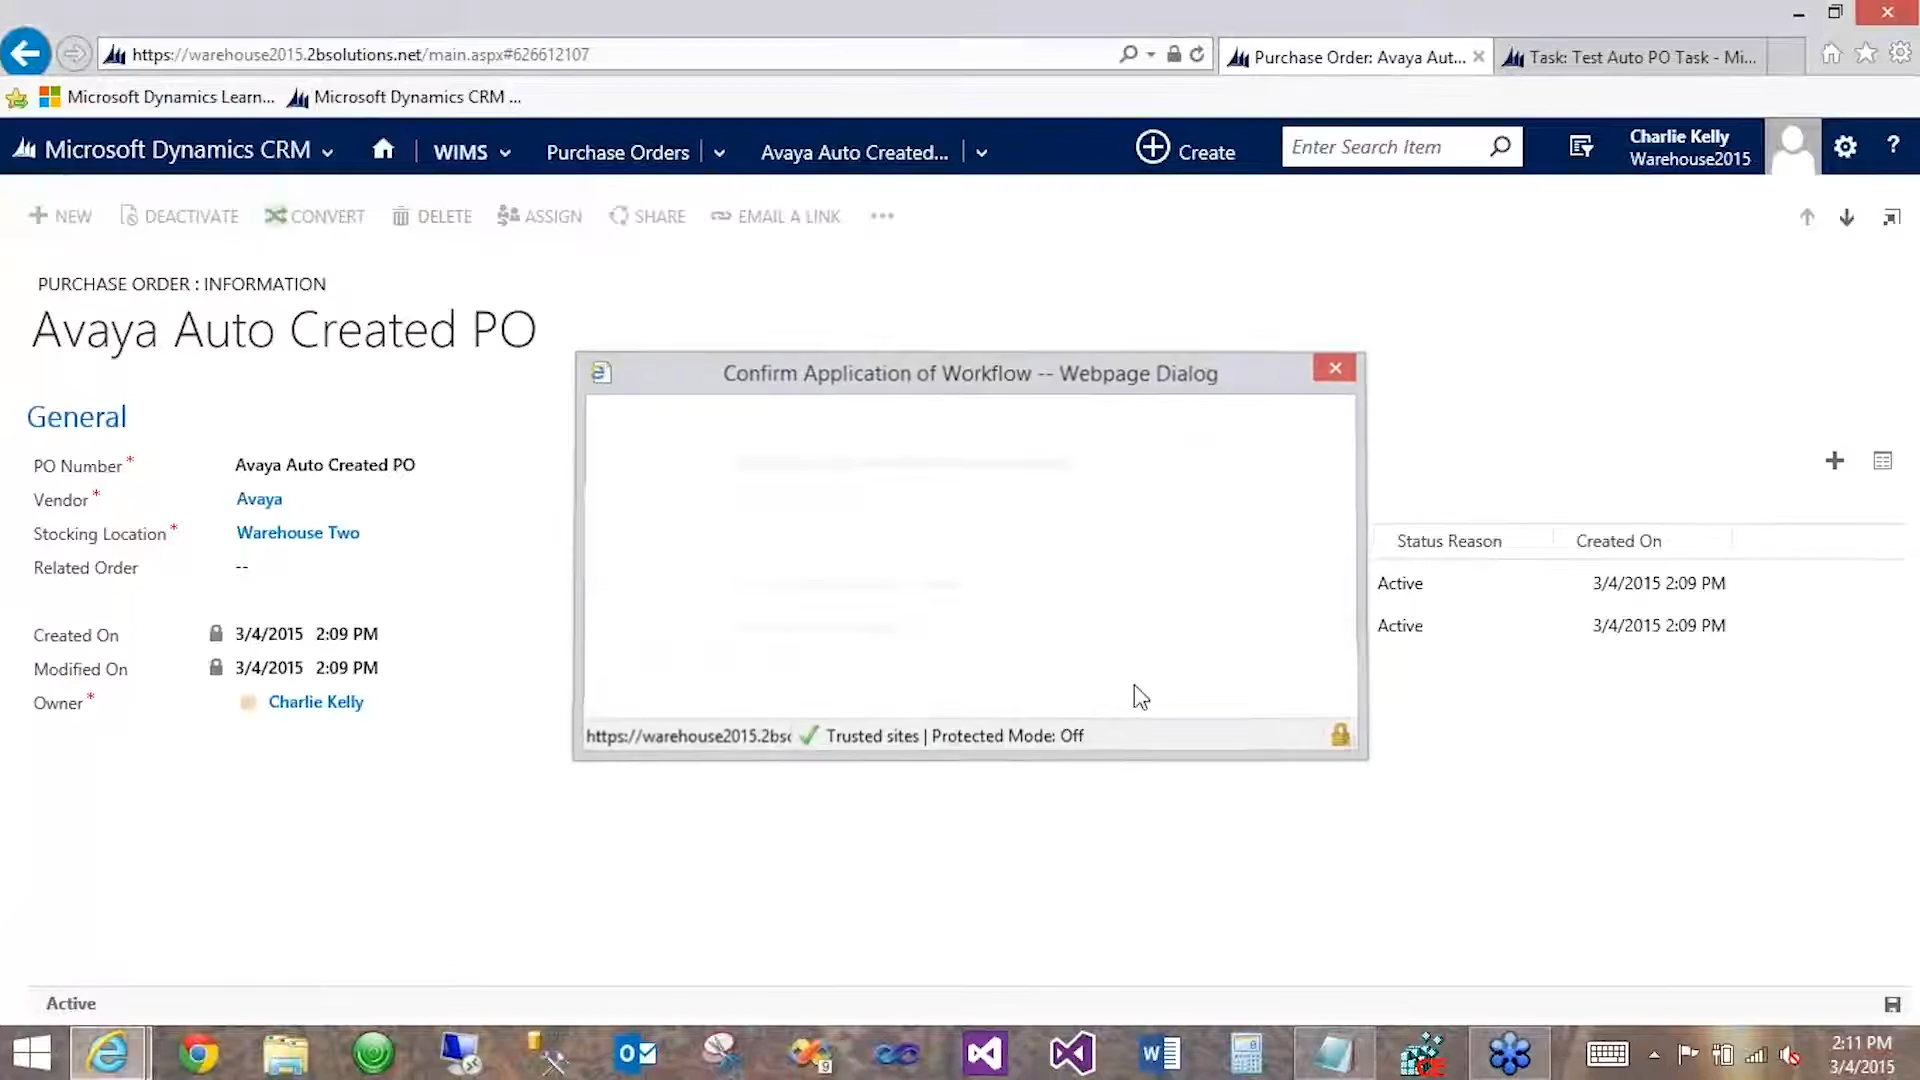 https://warehouse2015.2bsolutions.net/main.aspx#626612107
Purchase Order: Avaya Aut...
Task: Test Auto PO Task - Mi...
Microsoft Dynamics Learn...
Microsoft Dynamics CRM ...
Microsoft Dynamics CRM
WIMS
Purchase Orders
Avaya Auto Created...
Create
Enter Search Item
Charlie Kelly
Warehouse2015
?
NEW
DEACTIVATE
CONVERT
DELETE
ASSIGN
SHARE
EMAIL A LINK
PURCHASE ORDER : INFORMATION
Avaya Auto Created PO
Confirm Application of Workflow -- Webpage Dialog
General
PO Number* Avaya Auto Created PO
Vendor* Avaya
Stocking Location* Warehouse Two
Related Order --
Status Reason Created On
Active 3/4/2015 2:09 PM
Active 3/4/2015 2:09 PM
Created On 3/4/2015 2:09 PM
Modified On 3/4/2015 2:09 PM
Owner* Charlie Kelly
https://warehouse2015.2bs
Trusted sites | Protected Mode: Off
Active
2:11 PM
3/4/2015